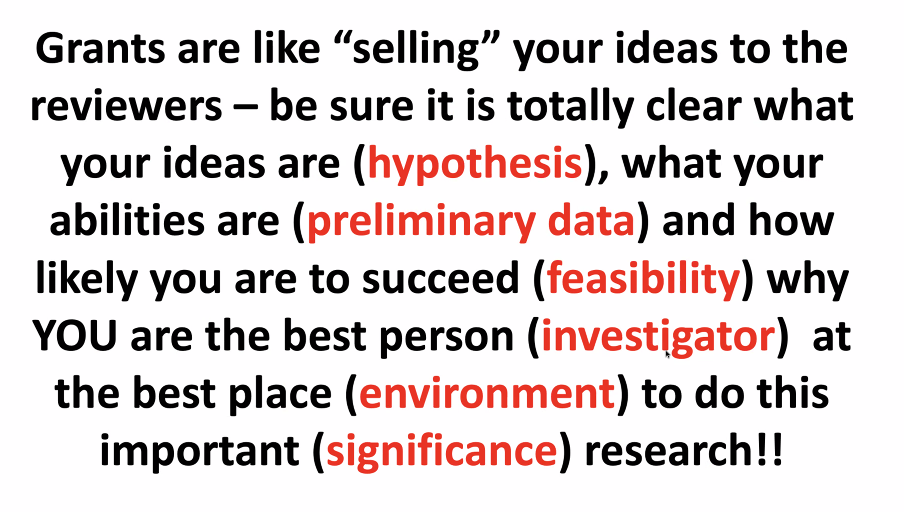 Grants are like “selling” your ideas to the
reviewers – be sure it is totally clear what
your ideas are (hypothesis), what your
abilities are (preliminary data) and how
likely you are to succeed (feasibility) why
YOU are the best person (investigator)  at
the best place (environment) to do this
important (significance) research!!